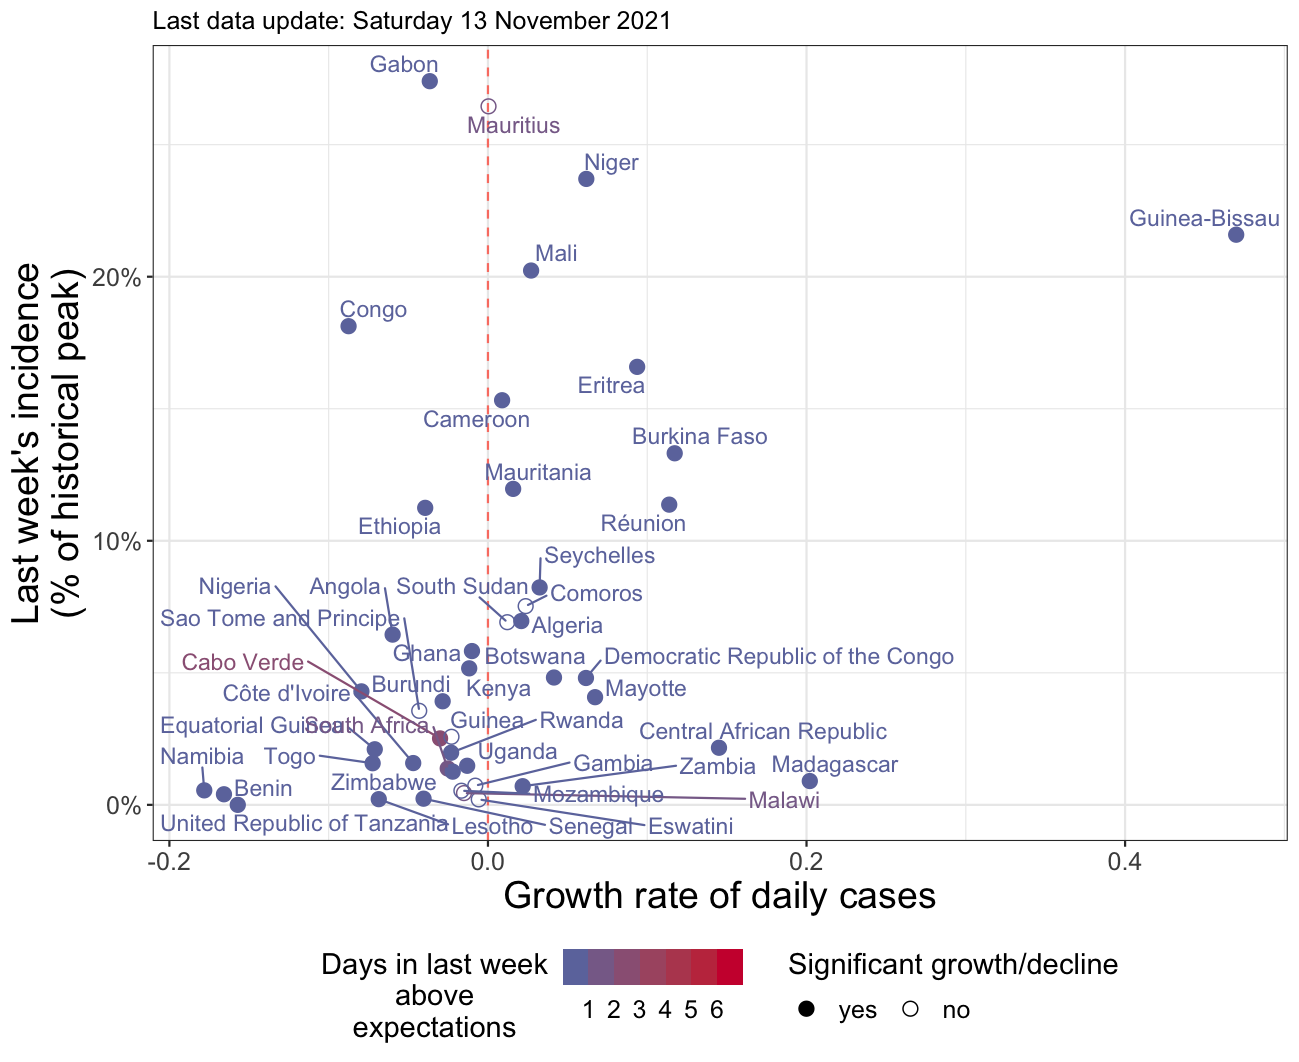 Last data update: Saturday 13 November 2021
Gabon
Mauritius
Niger
Guinea-Bissau
Mali
20%
Congo
Eritrea
Cameroon
Burkina Faso
Mauritania
Ethiopia
Réunion
10%
Seychelles
Nigeria
Angola
South Sudan
Comoros
Sao Tome and Principe
Algeria
Ghana
Botswana
Democratic Republic of the Congo
Cabo Verde
Côte d'Ivoire
Burundi
Kenya
Mayotte
Equatorial Guinea
South Africa
Guinea
Rwanda
Central African Republic
Namibia
Togo
Uganda
Gambia
Zambia
Madagascar
Zimbabwe
Benin
Mozambique
Malawi
0%
United Republic of Tanzania
Lesotho
Senegal
Eswatini
Last week's incidence
(% of historical peak)
-0.2
0.0
0.2
0.4
Growth rate of daily cases
Days in last week
above
expectations
1 2 3 4 5 6
Significant growth/decline
yes
no